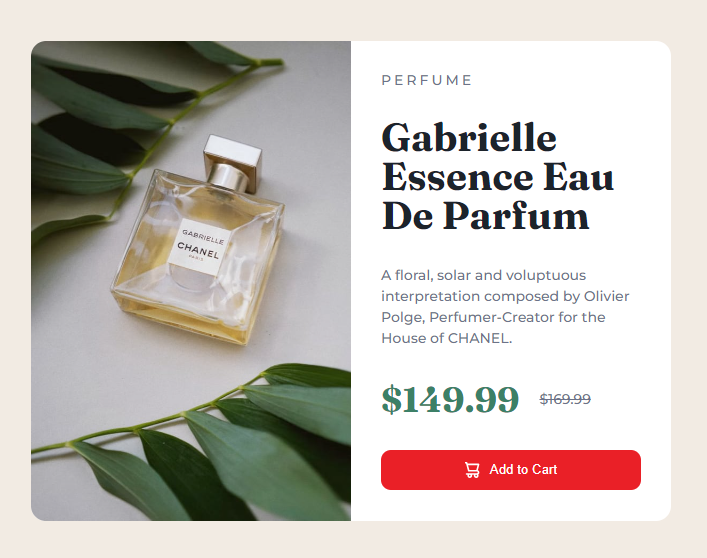 GABRIELLE
CHANEL
PARIS
PERFUME
Gabrielle
Essence Eau
De Parfum
A floral, solar and voluptuous
interpretation composed by Olivier
Polge, Perfumer-Creator for the
House of CHANEL.
$149.99 $169.99
Add to Cart